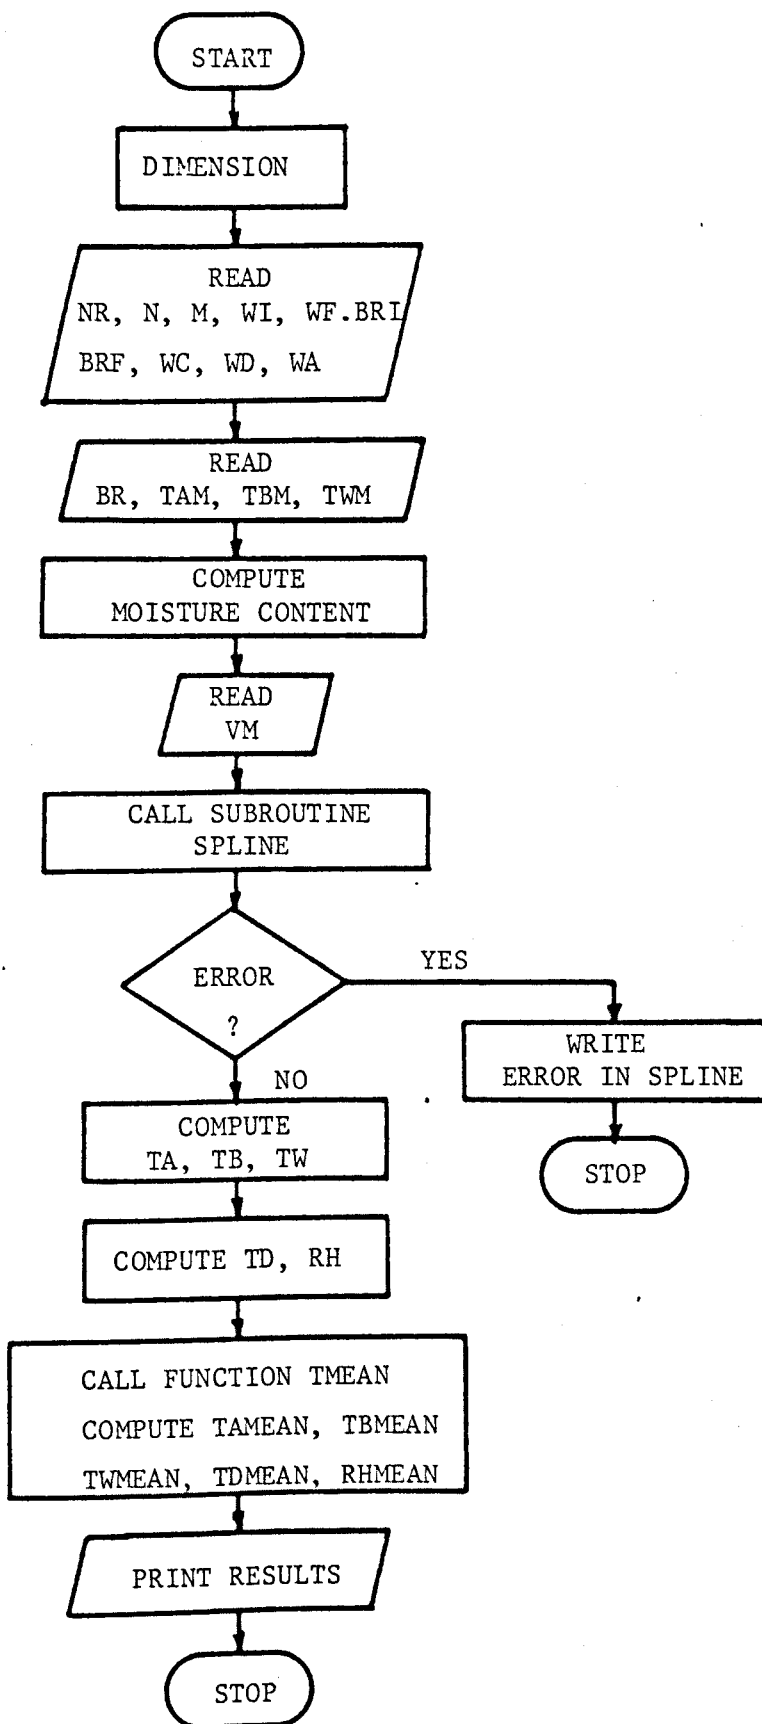 START
DIMENSION
READ
NR, N, M, WI, WF.BRI
BRF, WC, WD, WA
READ
BR, TAM, TBM, TWM
COMPUTE
MOISTURE CONTENT
READ
VM
CALL SUBROUTINE
SPLINE
ERROR
?
YES
WRITE
ERROR IN SPLINE
STOP
NO
COMPUTE
TA, TB, TW
COMPUTE TD, RH
CALL FUNCTION TMEAN
COMPUTE TAMEAN, TBMEAN
TWMEAN, TDMEAN, RHMEAN
PRINT RESULTS
STOP